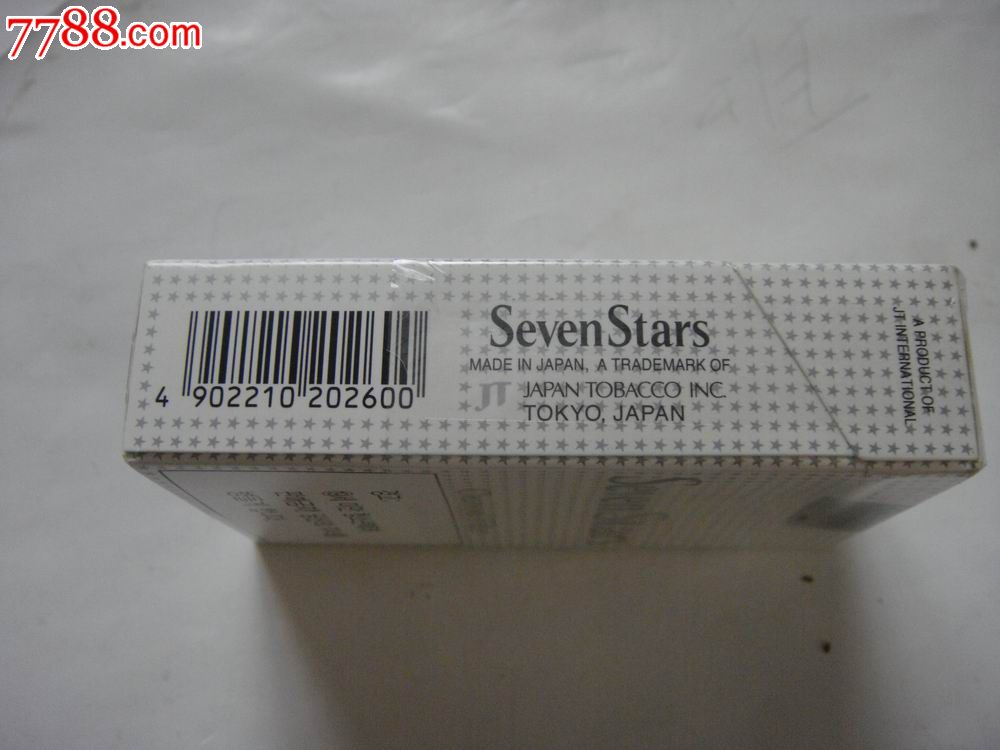 7788.com
SevenStars
MADE IN JAPAN, A TRADEMARK OF
JT JAPAN TOBACCO INC.
TOKYO, JAPAN
4 902210 202600
A PRODUCT OF
JT INTERNATIONAL